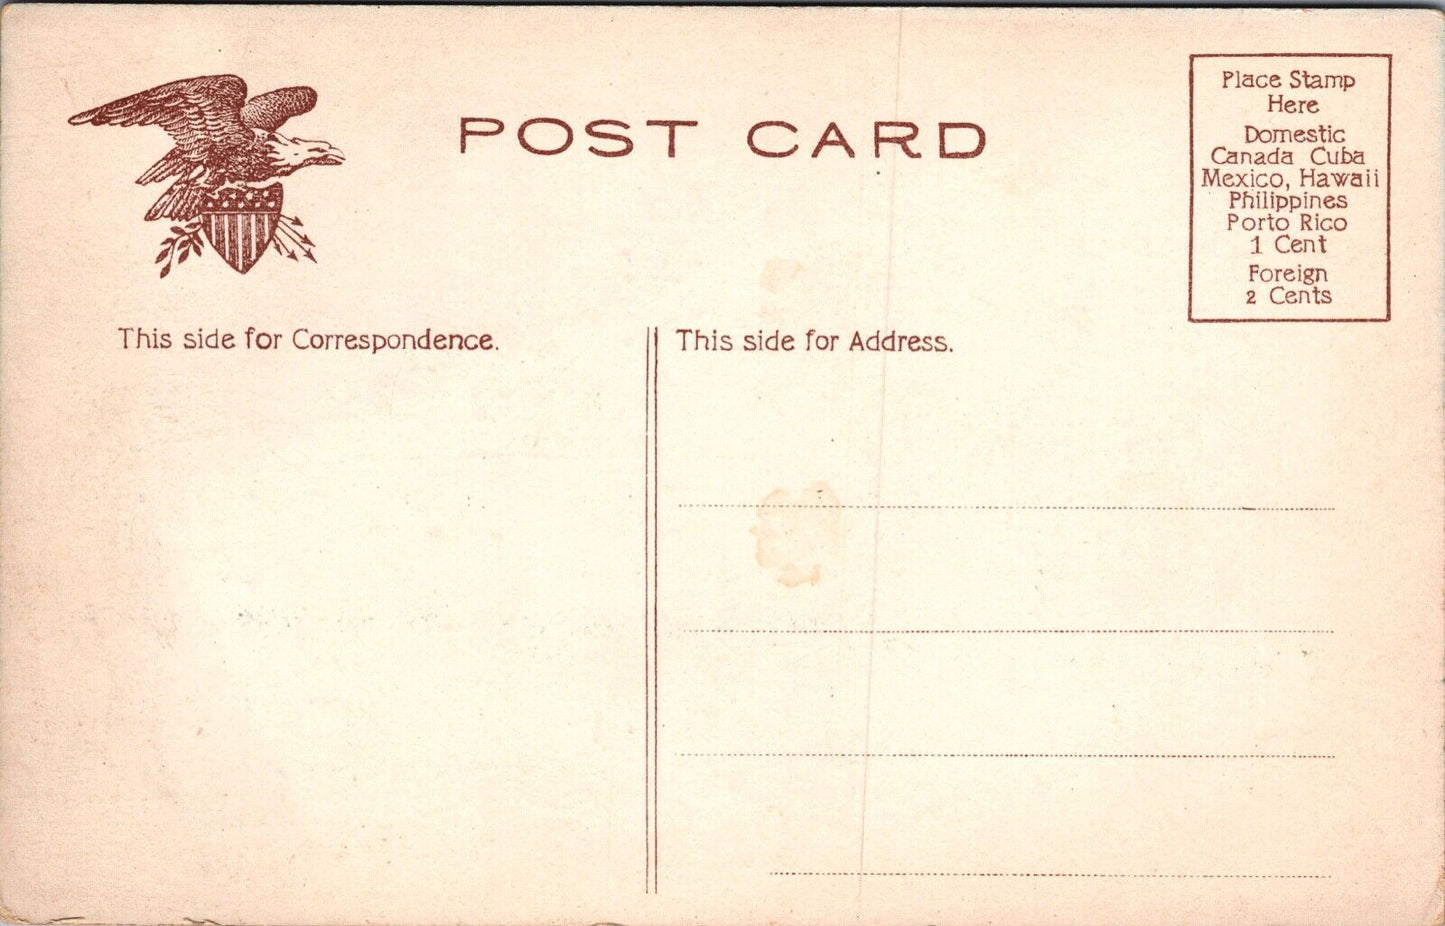 POST CARD
Place Stamp
Here
Domestic
Canada Cuba
Mexico, Hawaii
Philippines
Porto Rico
1 Cent
Foreign
2 Cents
This side for Correspondence.
This side for Address.